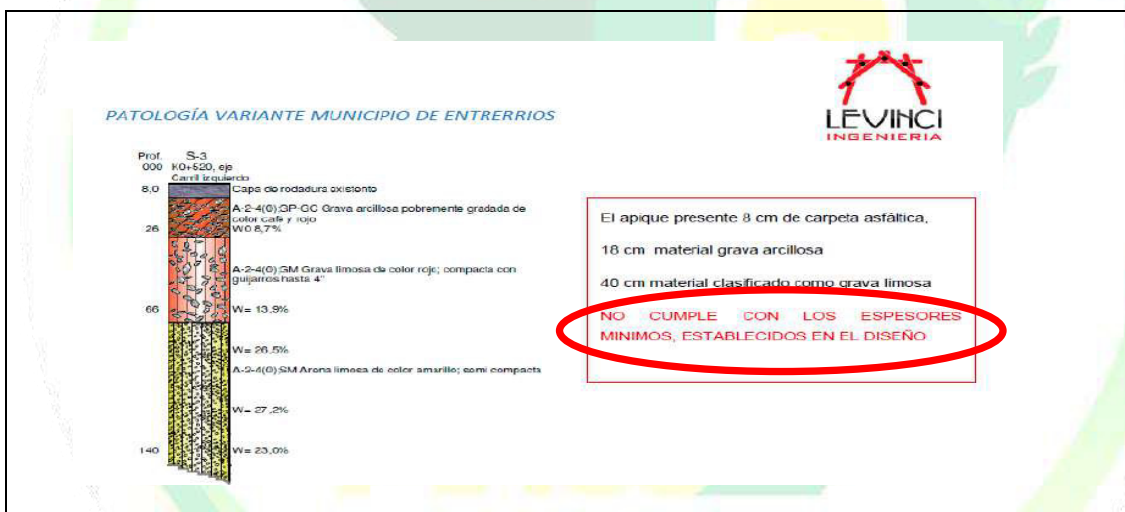 LEVINCI
INGENIERIA
PATOLOGÍA VARIANTE MUNICIPIO DE ENTRERRIOS
Prof. S-3
000 K0+520, eje
Carril izquierdo
8,0 Capa de rodadura existente
A-2-4(0);GP-GC Grava arcillosa pobremente gradada de
color café y rojo
26 W0 8,7%
A-2-4(0);GM Grava limosa de color rojo; compacta con
guijarros hasta 4"
66 W= 13,9%
W= 26,5%
A-2-4(0);SM Arena limosa de color amarillo; semi compacta
W= 27,2%
140 W= 23,0%
El apique presente 8 cm de carpeta asfáltica,
18 cm material grava arcillosa
40 cm material clasificado como grava limosa
NO CUMPLE CON LOS ESPESORES
MINIMOS, ESTABLECIDOS EN EL DISEÑO